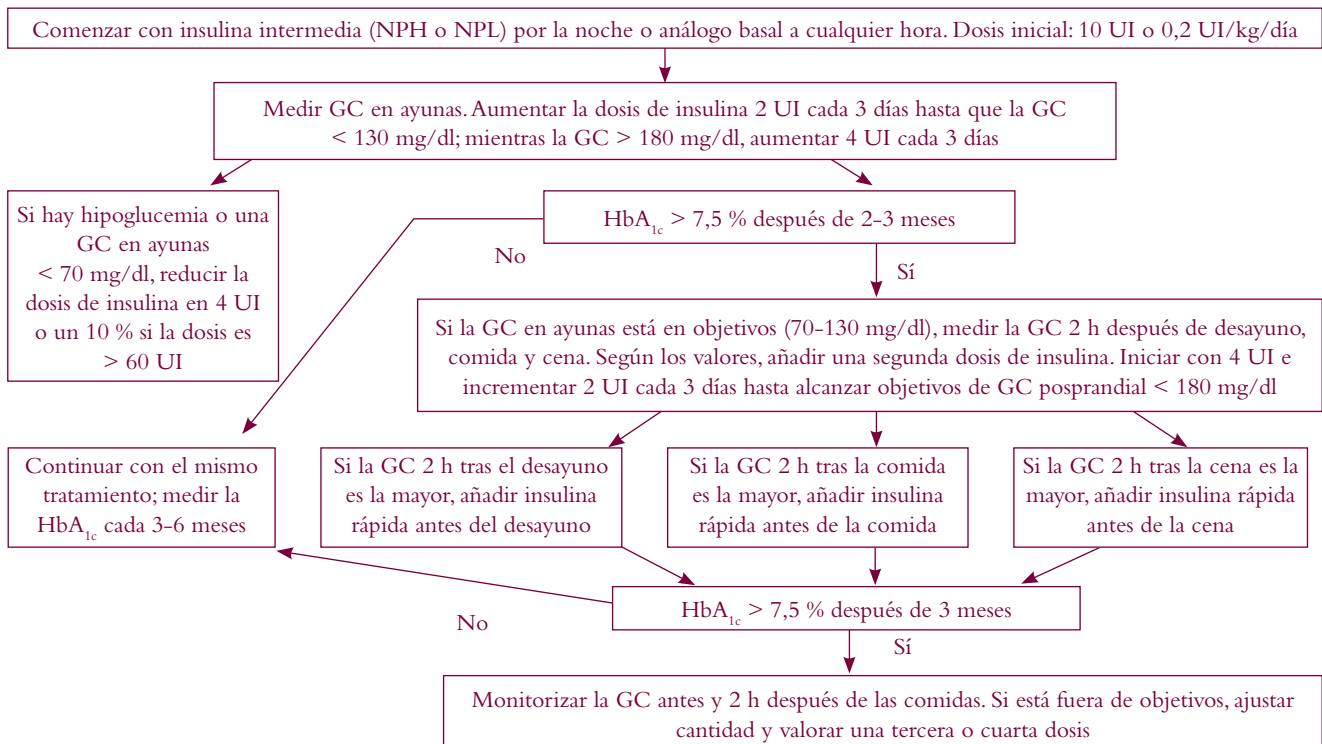 Comenzar con insulina intermedia (NPH o NPL) por la noche o análogo basal a cualquier hora. Dosis inicial: 10 UI o 0,2 UI/kg/día
Medir GC en ayunas. Aumentar la dosis de insulina 2 UI cada 3 días hasta que la GC
< 130 mg/dl; mientras la GC > 180 mg/dl, aumentar 4 UI cada 3 días
Si hay hipoglucemia o una
GC en ayunas
< 70 mg/dl, reducir la
dosis de insulina en 4 UI
o un 10 % si la dosis es
> 60 UI
HbA1c > 7,5 % después de 2-3 meses
No
Sí
Si la GC en ayunas está en objetivos (70-130 mg/dl), medir la GC 2 h después de desayuno,
comida y cena. Según los valores, añadir una segunda dosis de insulina. Iniciar con 4 UI e
incrementar 2 UI cada 3 días hasta alcanzar objetivos de GC posprandial < 180 mg/dl
Continuar con el mismo
tratamiento; medir la
HbA1c cada 3-6 meses
Si la GC 2 h tras el desayuno
es la mayor, añadir insulina
rápida antes del desayuno
Si la GC 2 h tras la comida
es la mayor, añadir insulina
rápida antes de la comida
Si la GC 2 h tras la cena es la
mayor, añadir insulina rápida
antes de la cena
HbA1c > 7,5 % después de 3 meses
No
Sí
Monitorizar la GC antes y 2 h después de las comidas. Si está fuera de objetivos, ajustar
cantidad y valorar una tercera o cuarta dosis